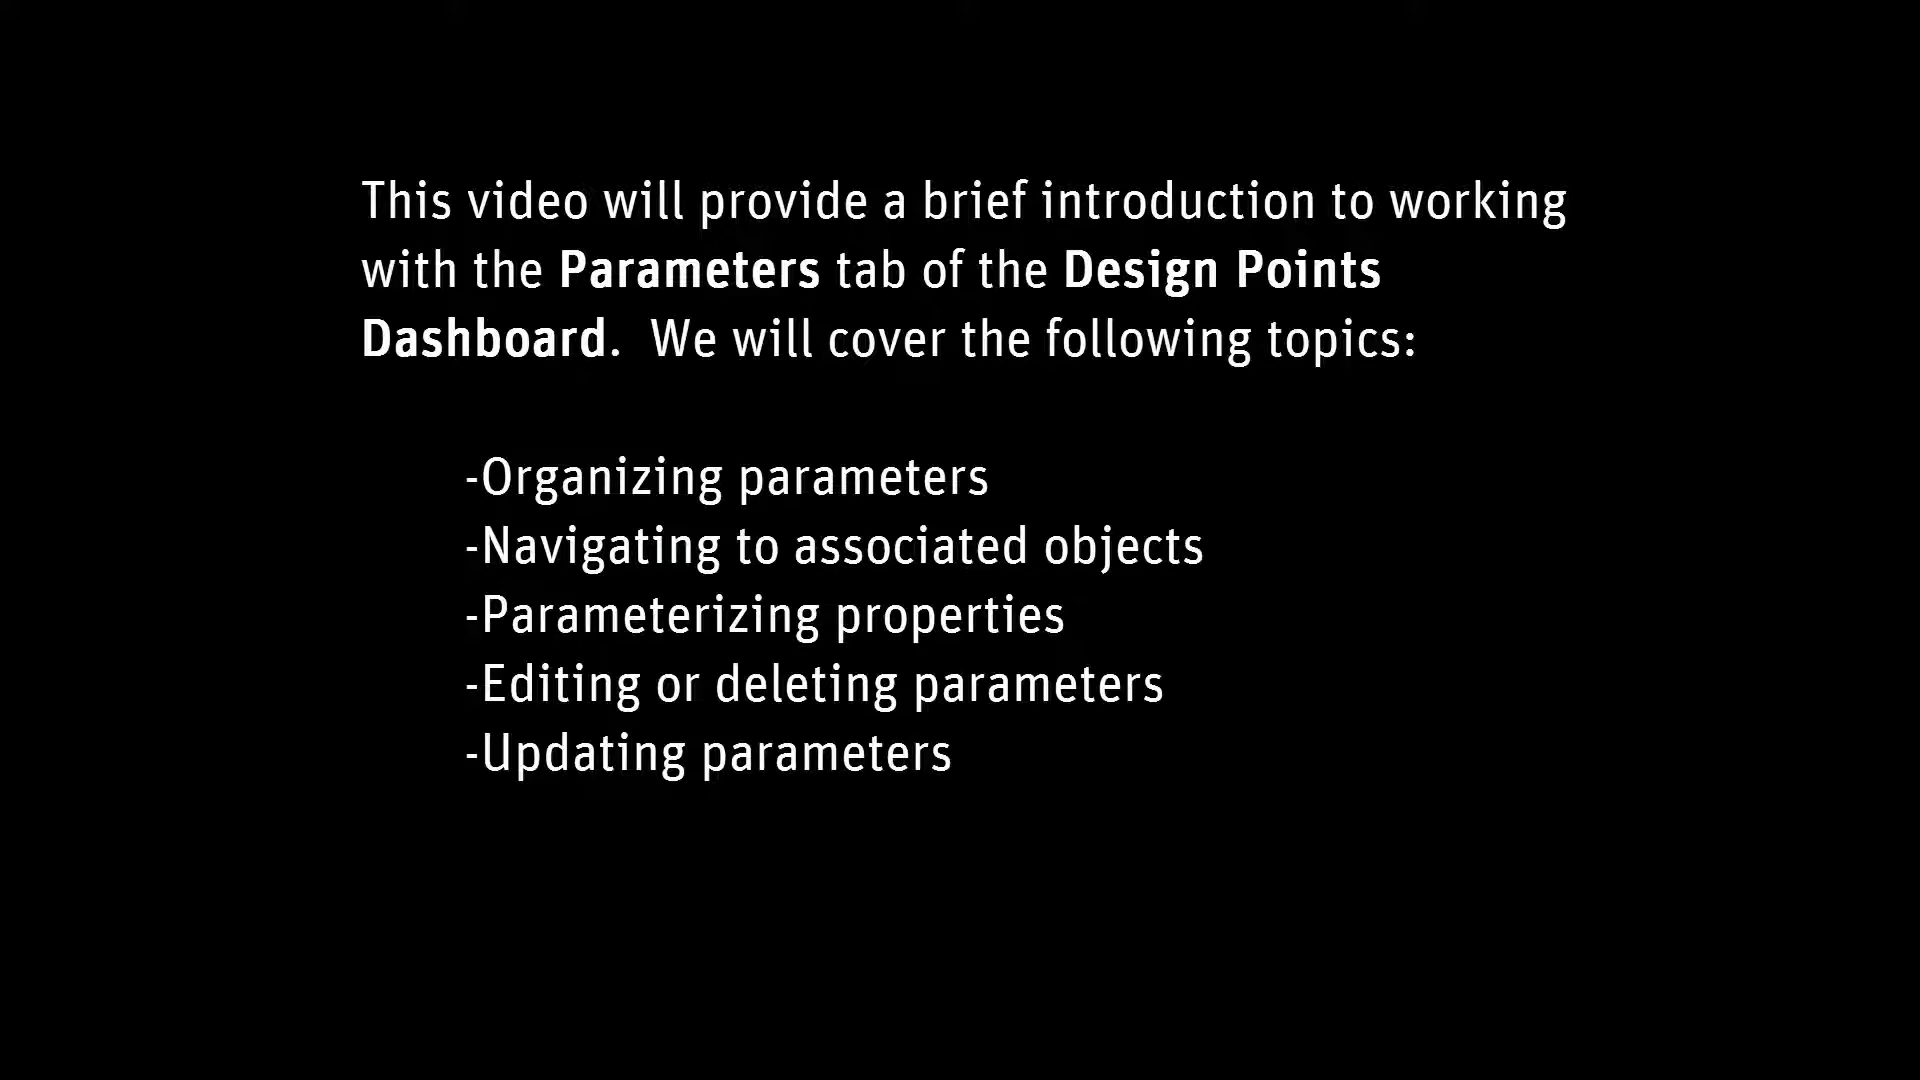 This video will provide a brief introduction to working
with the Parameters tab of the Design Points
Dashboard.  We will cover the following topics:
-Organizing parameters
-Navigating to associated objects
-Parameterizing properties
-Editing or deleting parameters
-Updating parameters